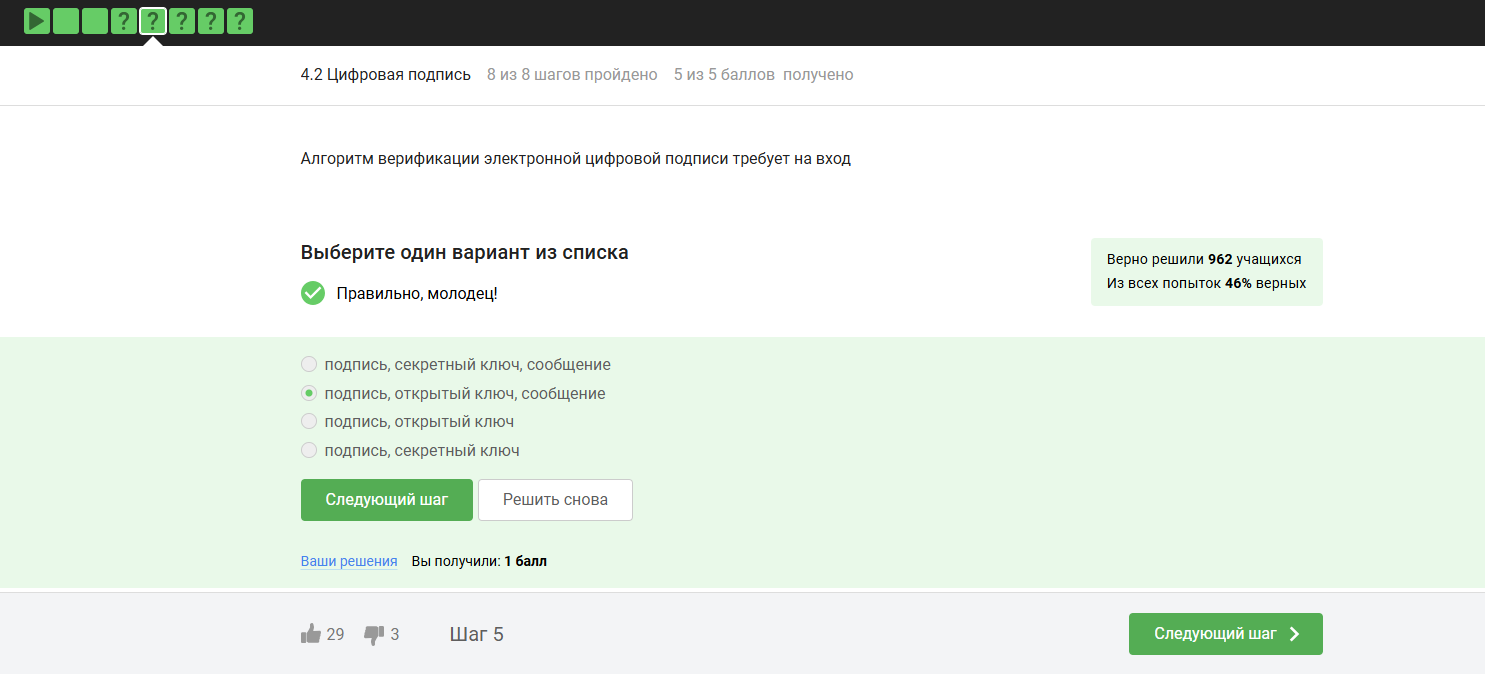 ? ? ? ? ?
4.2 Цифровая подпись 8 из 8 шагов пройдено 5 из 5 баллов получено
Алгоритм верификации электронной цифровой подписи требует на вход
Выберите один вариант из списка
Правильно, молодец!
Верно решили 962 учащихся
Из всех попыток 46% верных
подпись, секретный ключ, сообщение
подпись, открытый ключ, сообщение
подпись, открытый ключ
подпись, секретный ключ
Следующий шаг Решить снова
Ваши решения Вы получили: 1 балл
29 3 Шаг 5 Следующий шаг